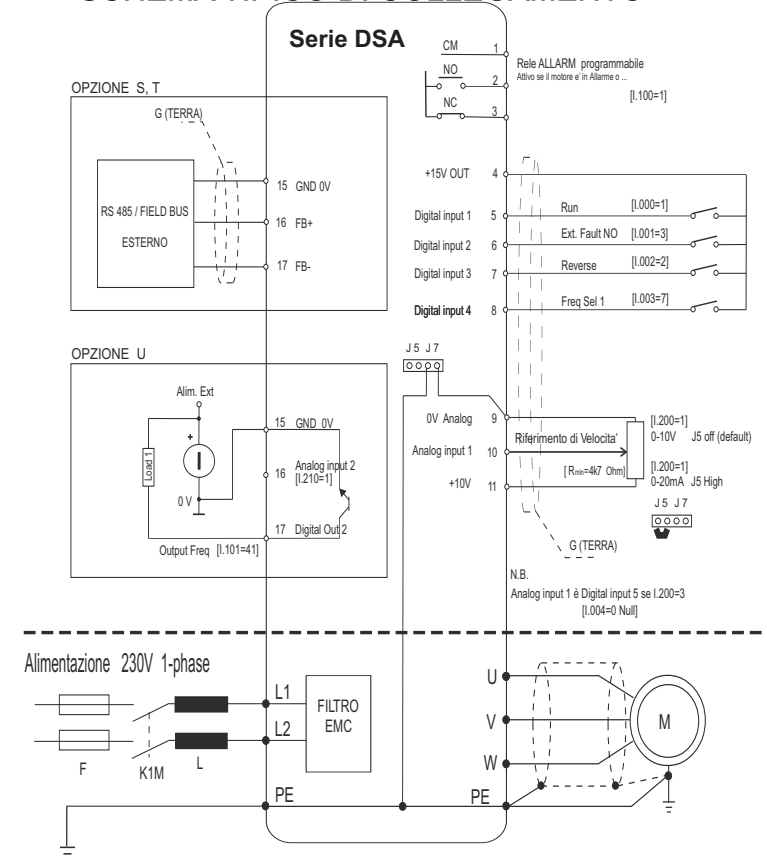 Serie DSA
CM
1
NO
2
NC
3
Rele ALLARM programmabile
Attivo se il motore e' in Allarme o ...
[I.100=1]
OPZIONE S, T
G (TERRA)
RS 485 / FIELD BUS
ESTERNO
15 GND 0V
16 FB+
17 FB-
+15V OUT 4
Digital input 1 5 Run [I.000=1]
Digital input 2 6 Ext. Fault NO [I.001=3]
Digital input 3 7 Reverse [I.002=2]
Digital input 4 8 Freq Sel 1 [I.003=7]
OPZIONE U
Alim. Ext
Load 1
+
I
0 V
15 GND 0V
16
Analog input 2
[I.210=1]
17 Digital Out 2
Output Freq [I.101=41]
J 5 J 7
0V Analog 9
Analog input 1 10 Riferimento di Velocita'
+10V 11
[ Rmin=4k7 Ohm]
[I.200=1]
0-10V J5 off (default)
[I.200=1]
0-20mA J5 High
J 5 J 7
G (TERRA)
N.B.
Analog input 1 è Digital input 5 se I.200=3
[I.004=0 Null]
Alimentazione 230V 1-phase
F
K1M
L
L1
L2
PE
FILTRO
EMC
U
V
W
PE
M